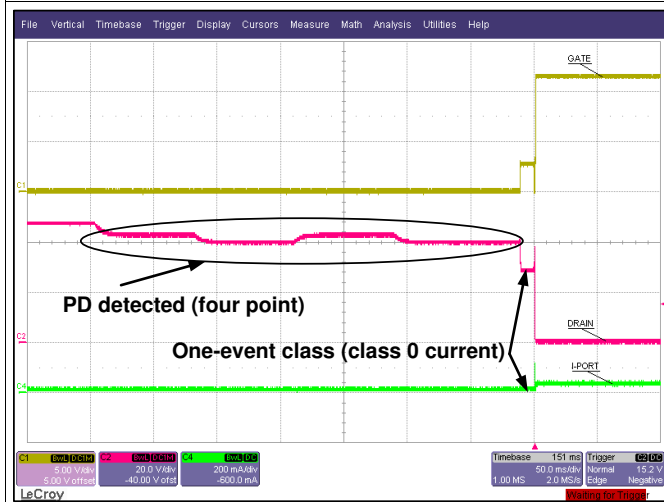 File Vertical Timebase Trigger Display Cursors Measure Math Analysis Utilities Help
GATE
C1
PD detected (four point)
DRAIN
C2
One-event class (class 0 current)
I-PORT
C4
C1 BwL DC1M
5.00 V/div
5.00 V offset
C2 BwL DC1M
20.0 V/div
-40.00 V ofst
C4 BwL DC
200 mA/div
-600.0 mA
Timebase 151 ms
50.0 ms/div
1.00 MS 2.0 MS/s
Trigger C2 DC
Normal 15.2 V
Edge Negative
LeCroy
Waiting for Trigger